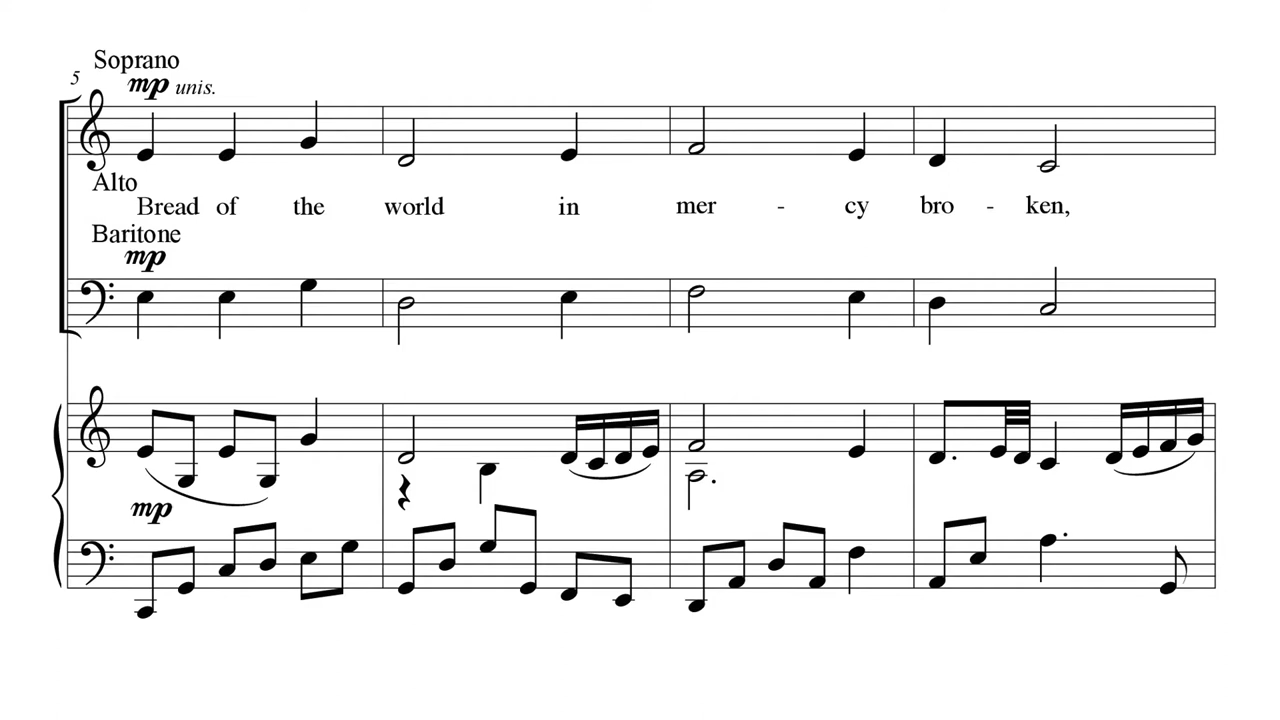 Soprano
5
mp unis.
Alto
Bread of the world in mer - cy bro - ken,
Baritone
mp
mp